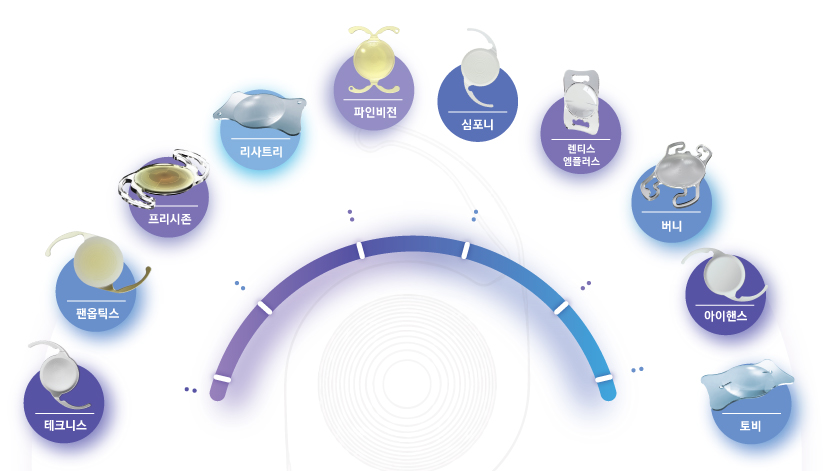 테크니스
팬옵틱스
프리시존
리사트리
파인비전
심포니
렌티스
엠플러스
버니
아이핸스
토비